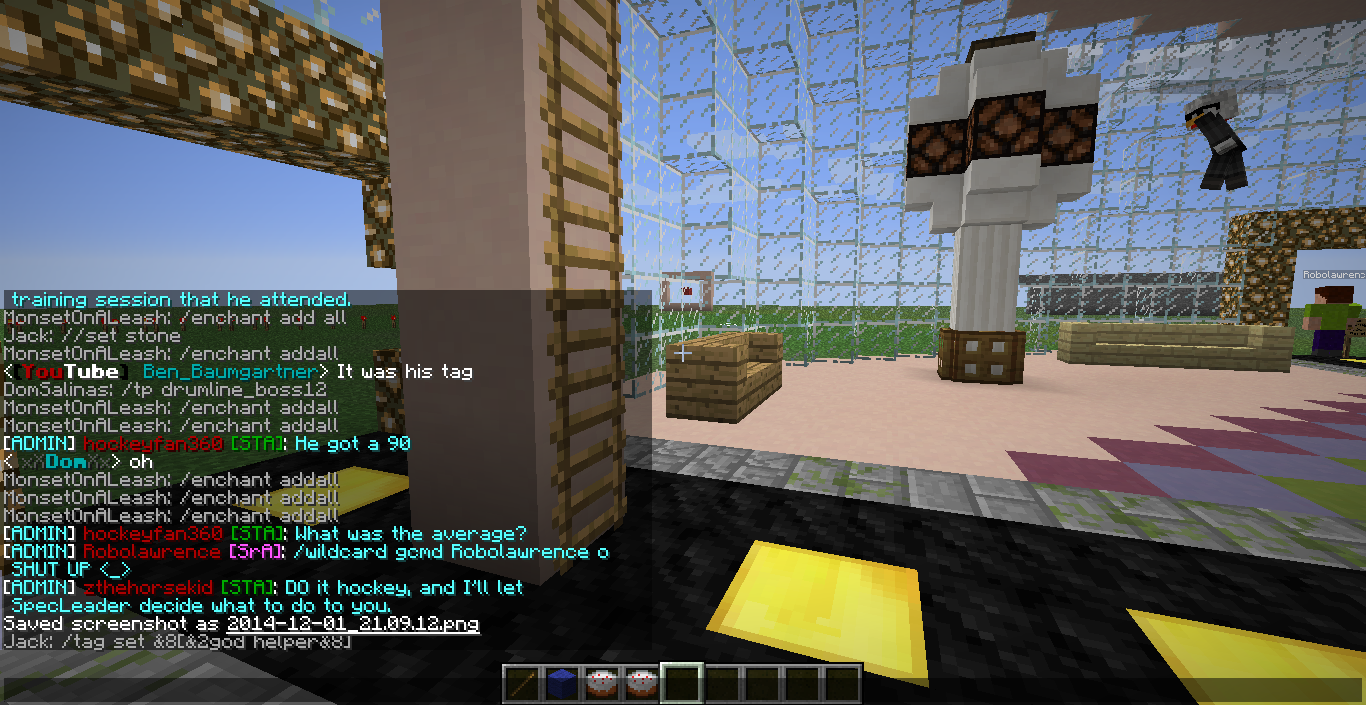 training session that he attended.
MonsetOnALeash: /enchant add all
Jack: //set stone
MonsetOnALeash: /enchant addall
<[YouTube] Ben_Baumgartner> It was his tag
DomSalinas: /tp drumline_boss12
MonsetOnALeash: /enchant addall
MonsetOnALeash: /enchant addall
[ADMIN] hockeyfan360 [STA]: He got a 90
<xXDomXx> oh
MonsetOnALeash: /enchant addall
MonsetOnALeash: /enchant addall
MonsetOnALeash: /enchant addall
[ADMIN] hockeyfan360 [STA]: What was the average?
[ADMIN] Robolawrence [SrA]: /wildcard gcmd Robolawrence o
SHUT UP <_>
[ADMIN] zthehorsekid [STA]: DO it hockey, and I'll let
SpecLeader decide what to do to you.
Saved screenshot as 2014-12-01_21.09.12.png
Jack: /tag set &8[&2god helper&8]
Robolawrenc